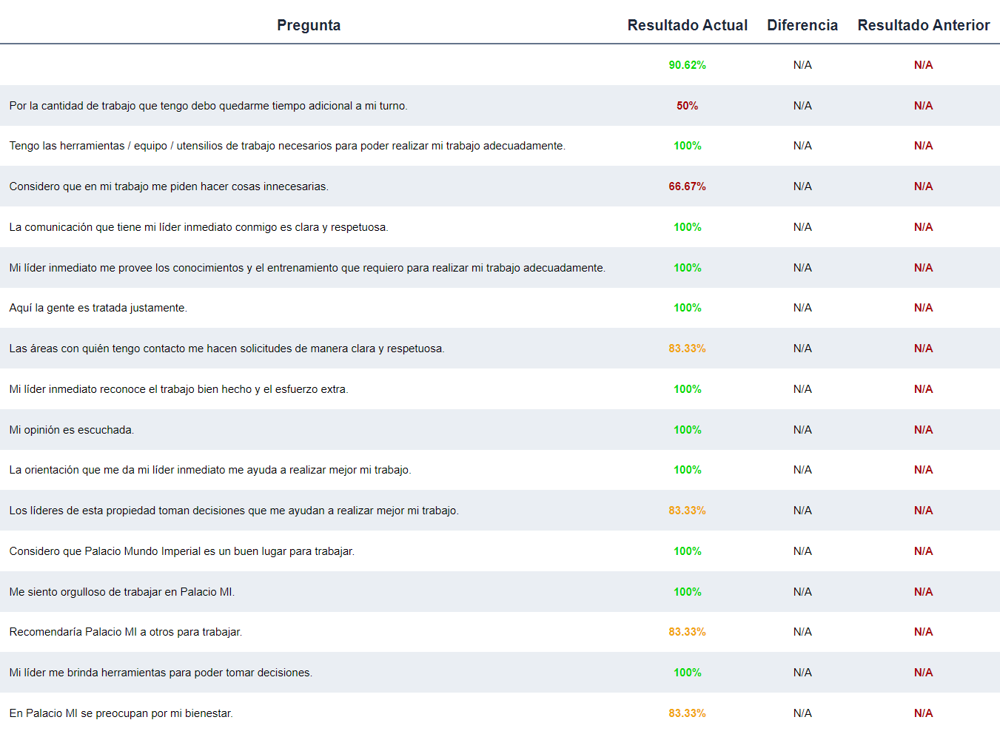 Pregunta Resultado Actual Diferencia Resultado Anterior
90.62% N/A N/A
Por la cantidad de trabajo que tengo debo quedarme tiempo adicional a mi turno. 50% N/A N/A
Tengo las herramientas / equipo / utensilios de trabajo necesarios para poder realizar mi trabajo adecuadamente. 100% N/A N/A
Considero que en mi trabajo me piden hacer cosas innecesarias. 66.67% N/A N/A
La comunicación que tiene mi líder inmediato conmigo es clara y respetuosa. 100% N/A N/A
Mi líder inmediato me provee los conocimientos y el entrenamiento que requiero para realizar mi trabajo adecuadamente. 100% N/A N/A
Aquí la gente es tratada justamente. 100% N/A N/A
Las áreas con quién tengo contacto me hacen solicitudes de manera clara y respetuosa. 83.33% N/A N/A
Mi líder inmediato reconoce el trabajo bien hecho y el esfuerzo extra. 100% N/A N/A
Mi opinión es escuchada. 100% N/A N/A
La orientación que me da mi líder inmediato me ayuda a realizar mejor mi trabajo. 100% N/A N/A
Los líderes de esta propiedad toman decisiones que me ayudan a realizar mejor mi trabajo. 83.33% N/A N/A
Considero que Palacio Mundo Imperial es un buen lugar para trabajar. 100% N/A N/A
Me siento orgulloso de trabajar en Palacio MI. 100% N/A N/A
Recomendaría Palacio MI a otros para trabajar. 83.33% N/A N/A
Mi líder me brinda herramientas para poder tomar decisiones. 100% N/A N/A
En Palacio MI se preocupan por mi bienestar. 83.33% N/A N/A